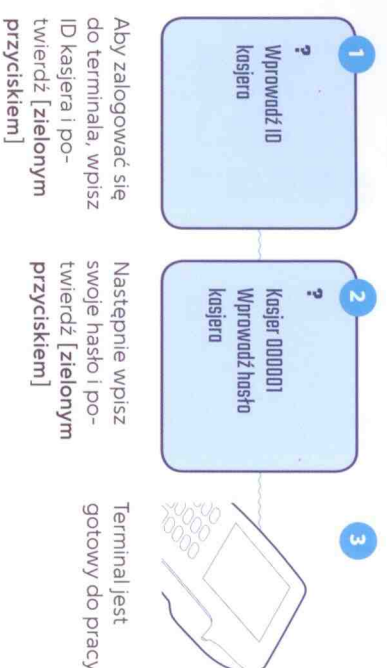 1
?
Wprowadź ID
kasjera
Aby zalogować się
do terminala, wpisz
ID kasjera i po-
twierdź [zielonym
przyciskiem]
2
?
Kasjer 000001
Wprowadź hasło
kasjera
Następnie wpisz
swoje hasło i po-
twierdź [zielonym
przyciskiem]
3
Terminal jest
gotowy do pracy